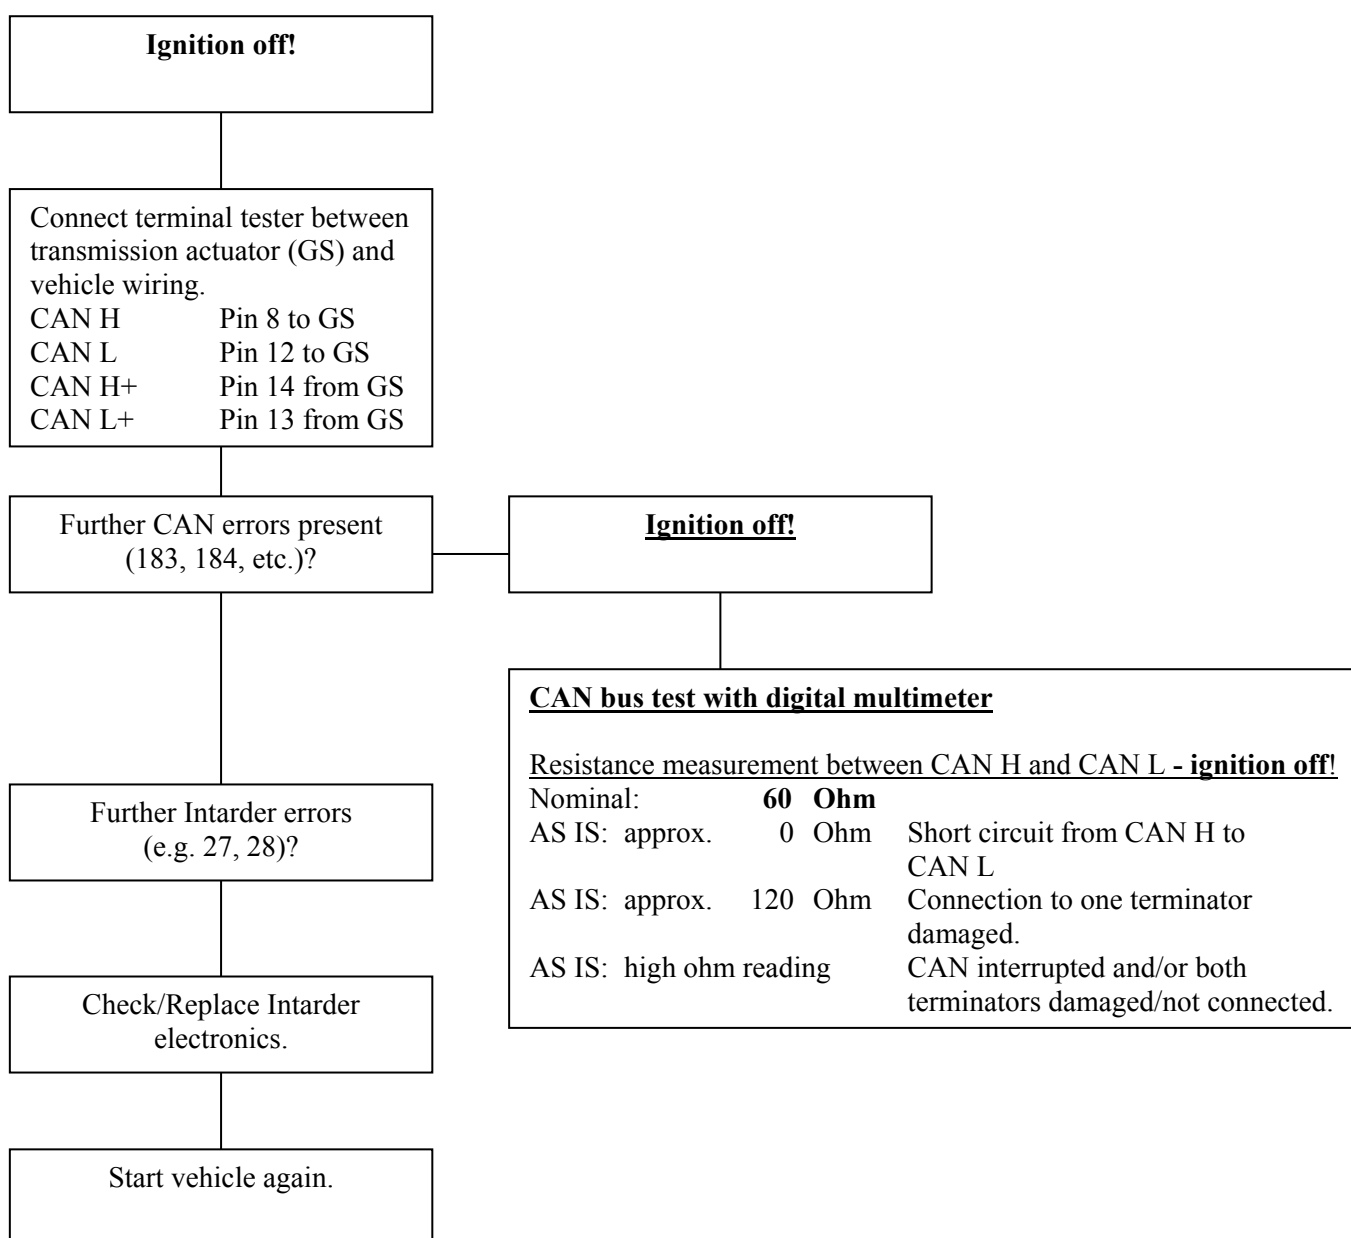 Ignition off!
Connect terminal tester between
transmission actuator (GS) and
vehicle wiring.
CAN H Pin 8 to GS
CAN L Pin 12 to GS
CAN H+ Pin 14 from GS
CAN L+ Pin 13 from GS
Further CAN errors present
(183, 184, etc.)?
Ignition off!
CAN bus test with digital multimeter
Resistance measurement between CAN H and CAN L - ignition off!
Nominal: 60 Ohm
AS IS: approx. 0 Ohm Short circuit from CAN H to
CAN L
AS IS: approx. 120 Ohm Connection to one terminator
damaged.
AS IS: high ohm reading CAN interrupted and/or both
terminators damaged/not connected.
Further Intarder errors
(e.g. 27, 28)?
Check/Replace Intarder
electronics.
Start vehicle again.